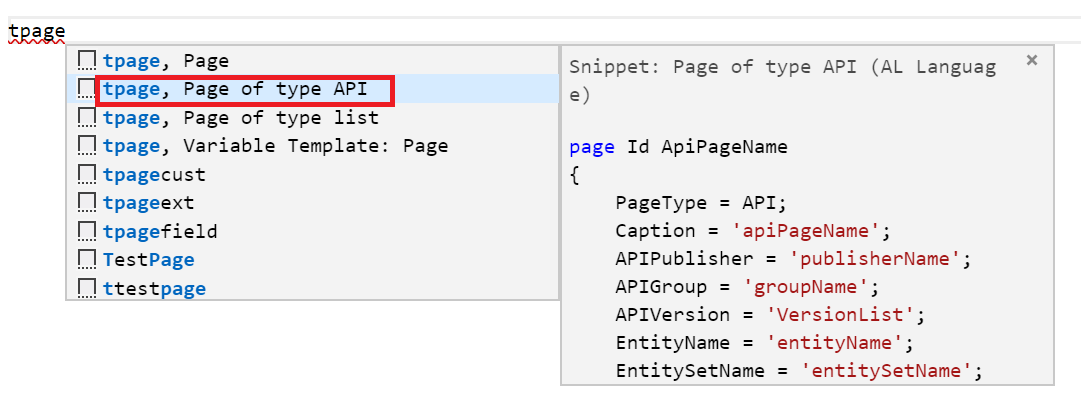 tpage
tpage, Page
tpage, Page of type API
tpage, Page of type list
tpage, Variable Template: Page
tpagecust
tpageext
tpagefield
TestPage
ttestpage
Snippet: Page of type API (AL Languag
e)
×
page Id ApiPageName
{
PageType = API;
Caption = 'apiPageName';
APIPublisher = 'publisherName';
APIGroup = 'groupName';
APIVersion = 'VersionList';
EntityName = 'entityName';
EntitySetName = 'entitySetName';